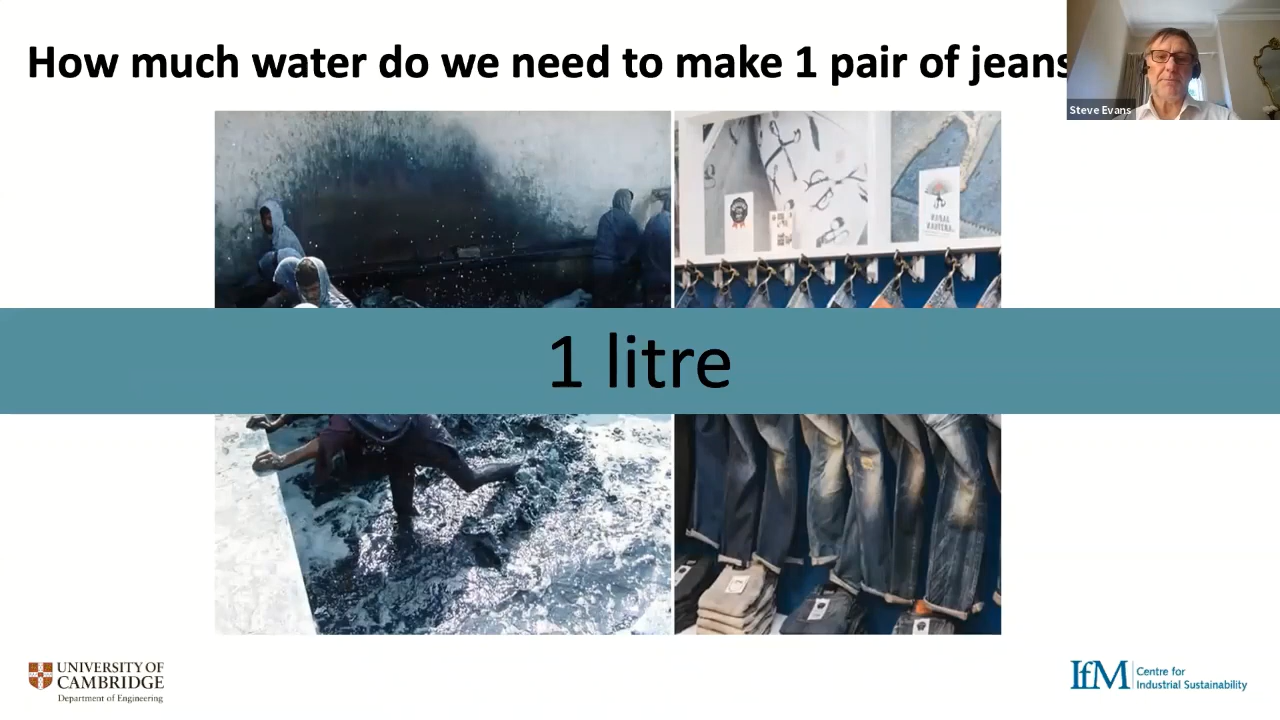 How much water do we need to make 1 pair of jeans
Steve Evans
1 litre
UNIVERSITY OF
CAMBRIDGE
Department of Engineering
IfM
Centre for
Industrial Sustainability